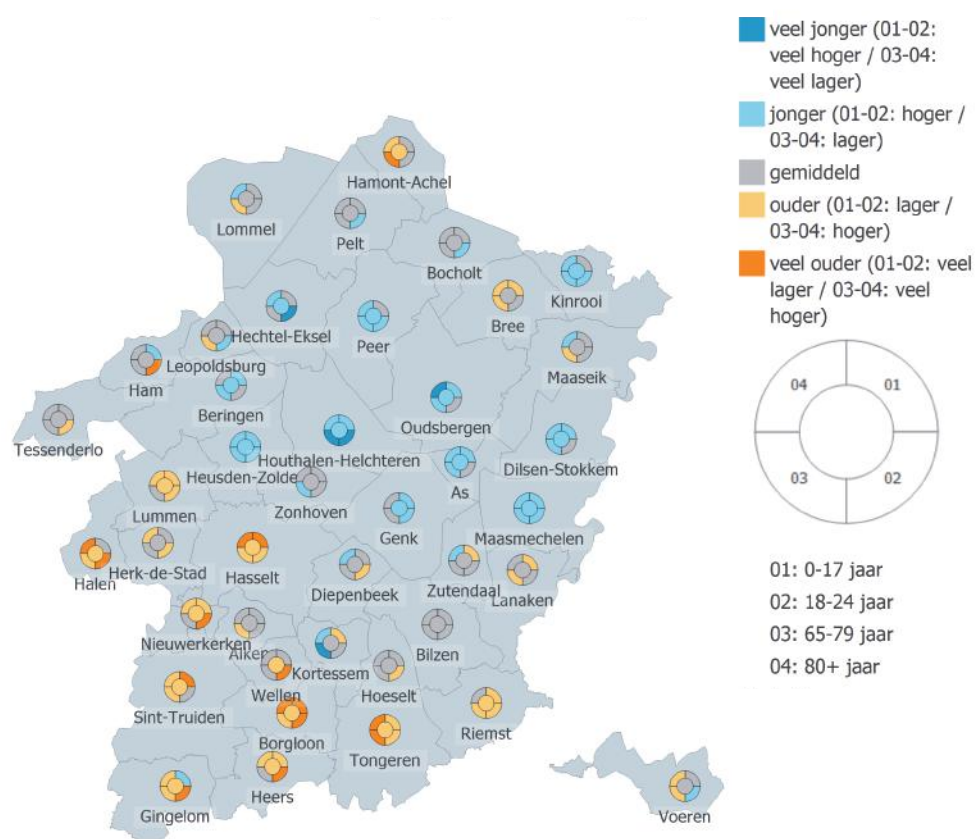 veel jonger (01-02:
veel hoger / 03-04:
veel lager)
jonger (01-02: hoger /
03-04: lager)
gemiddeld
ouder (01-02: lager /
03-04: hoger)
veel ouder (01-02: veel
lager / 03-04: veel
hoger)
04
01
03
02
01: 0-17 jaar
02: 18-24 jaar
03: 65-79 jaar
04: 80+ jaar
Hamont-Achel
Lommel
Pelt
Bocholt
Kinrooi
Bree
Hechtel-Eksel
Peer
Leopoldsburg
Maaseik
Ham
Beringen
Oudsbergen
Tessenderlo
Houthalen-Helchteren
Dilsen-Stokkem
Heusden-Zolder
As
Zonhoven
Lummen
Genk
Maasmechelen
Halen
Herk-de-Stad
Hasselt
Diepenbeek
Zutendaal
Lanaken
Nieuwerkerken
Alken
Kortessem
Bilzen
Wellen
Hoeselt
Sint-Truiden
Borgloon
Riemst
Tongeren
Heers
Gingelom
Voeren